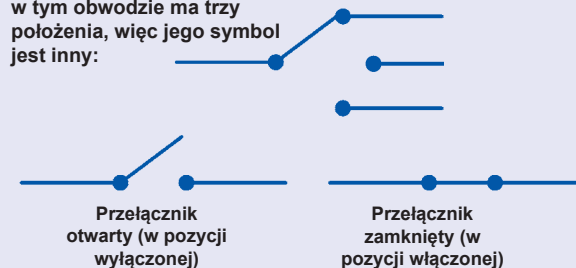 w tym obwodzie ma trzy
położenia, więc jego symbol
jest inny:
Przełącznik
otwarty (w pozycji
wyłączonej)
Przełącznik
zamknięty (w
pozycji włączonej)